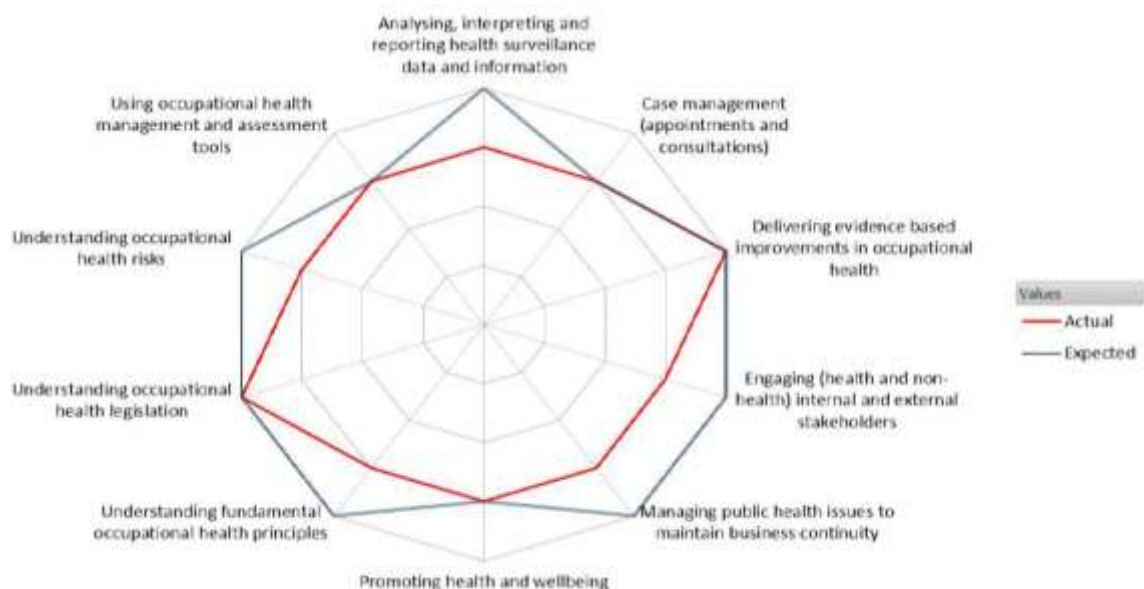 Analysing, interpreting and
reporting health surveillance
data and information
Case management
(appointments and
consultations)
Delivering evidence based
improvements in occupational
health
Engaging (health and non-
health) internal and external
stakeholders
Managing public health issues to
maintain business continuity
Promoting health and wellbeing
Understanding fundamental
occupational health principles
Understanding occupational
health legislation
Understanding occupational
health risks
Using occupational health
management and assessment
tools
Values
Actual
Expected